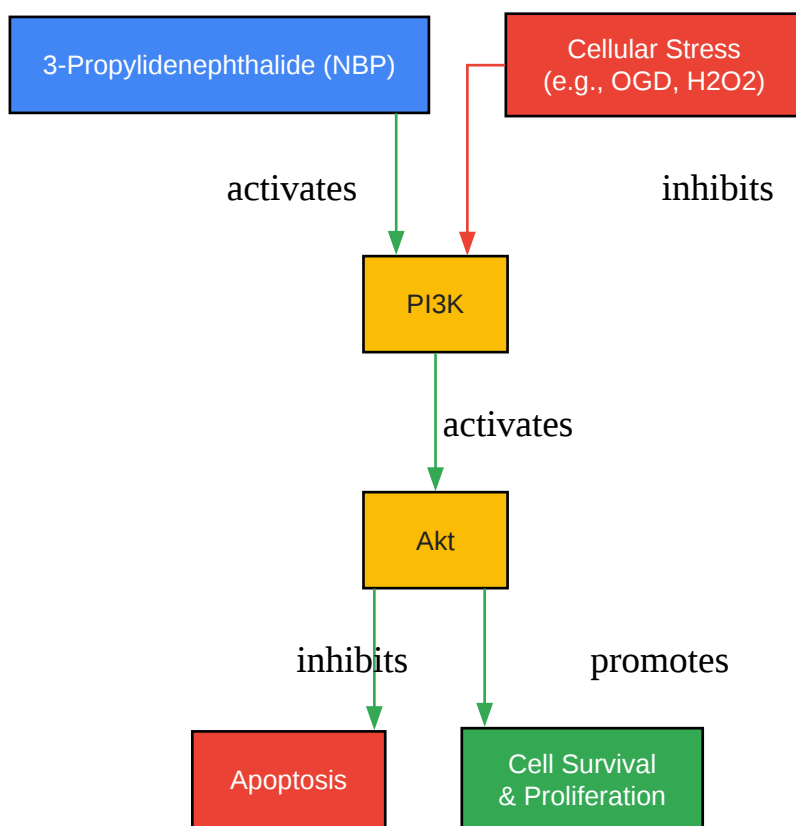 3-Propylidenephthalide (NBP)
Cellular Stress
(e.g., OGD, H2O2)
activates
inhibits
PI3K
activates
Akt
inhibits
promotes
Apoptosis
Cell Survival
& Proliferation